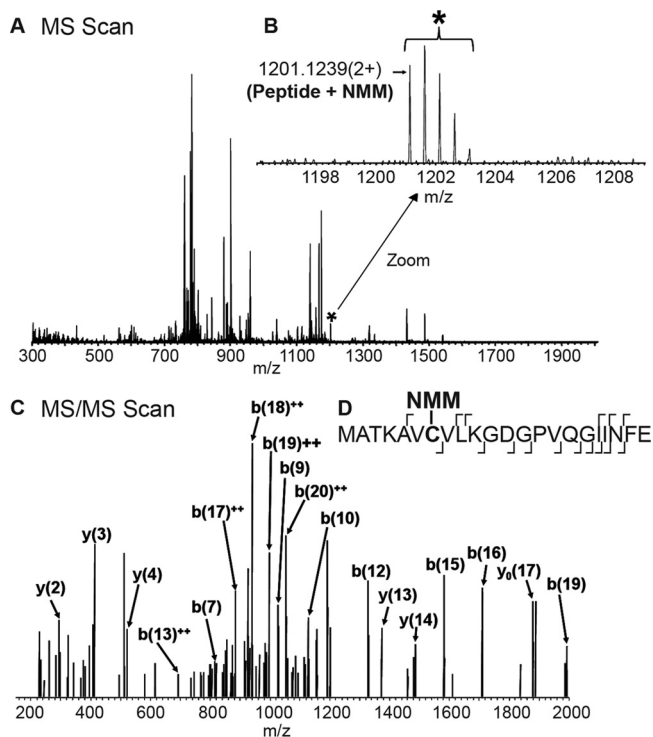 A MS Scan
B
*
1201.1239(2+)
(Peptide + NMM)
1198 1200 1202 1204 1206 1208
m/z
Zoom
*
300 500 700 900 1100 1300 1500 1700 1900
m/z
C MS/MS Scan
D
NMM
MATKAVCVLKGDGPVQGIINFE
b(18)++
b(19)++
b(9)
b(20)++
b(17)++
b(10)
y(3)
y(2)
y(4)
b(7)
b(13)++
b(12)
y(13)
y(14)
b(15)
b(16)
y0(17)
b(19)
200 400 600 800 1000 1200 1400 1600 1800 2000
m/z